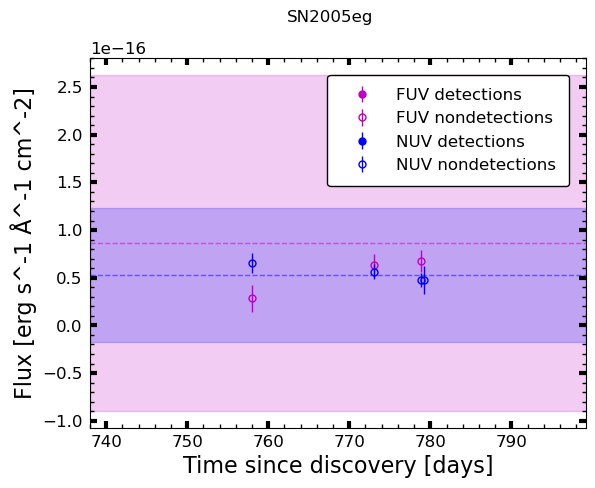 SN2005eg
1e−16
2.5
2.0
1.5
1.0
0.5
0.0
−0.5
−1.0
Flux [erg s^-1 Å^-1 cm^-2]
FUV detections
FUV nondetections
NUV detections
NUV nondetections
740 750 760 770 780 790
Time since discovery [days]